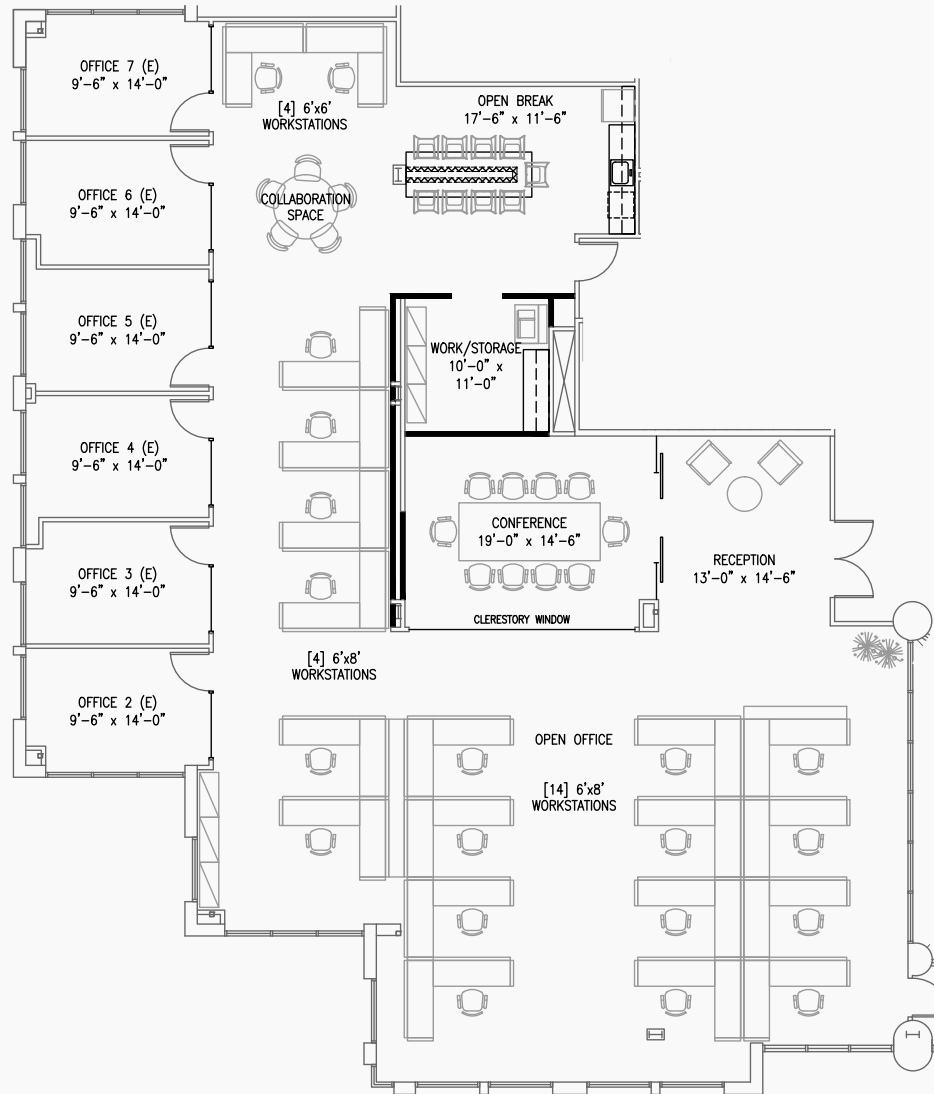 OFFICE 7 (E)
9'-6" x 14'-0"
[4] 6'x6'
WORKSTATIONS
OPEN BREAK
17'-6" x 11'-6"
OFFICE 6 (E)
9'-6" x 14'-0"
COLLABORATION
SPACE
OFFICE 5 (E)
9'-6" x 14'-0"
WORK/STORAGE
10'-0" x
11'-0"
OFFICE 4 (E)
9'-6" x 14'-0"
CONFERENCE
19'-0" x 14'-6"
RECEPTION
13'-0" x 14'-6"
OFFICE 3 (E)
9'-6" x 14'-0"
CLERESTORY WINDOW
[4] 6'x8'
WORKSTATIONS
OFFICE 2 (E)
9'-6" x 14'-0"
OPEN OFFICE
[14] 6'x8'
WORKSTATIONS